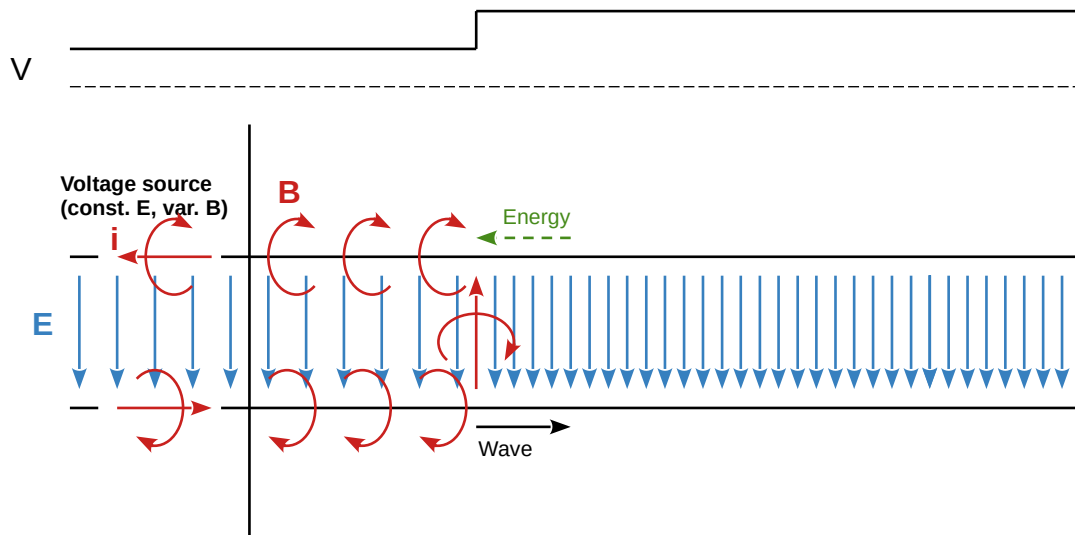 V
Voltage source
(const. E, var. B)
B
Energy
i
E
Wave